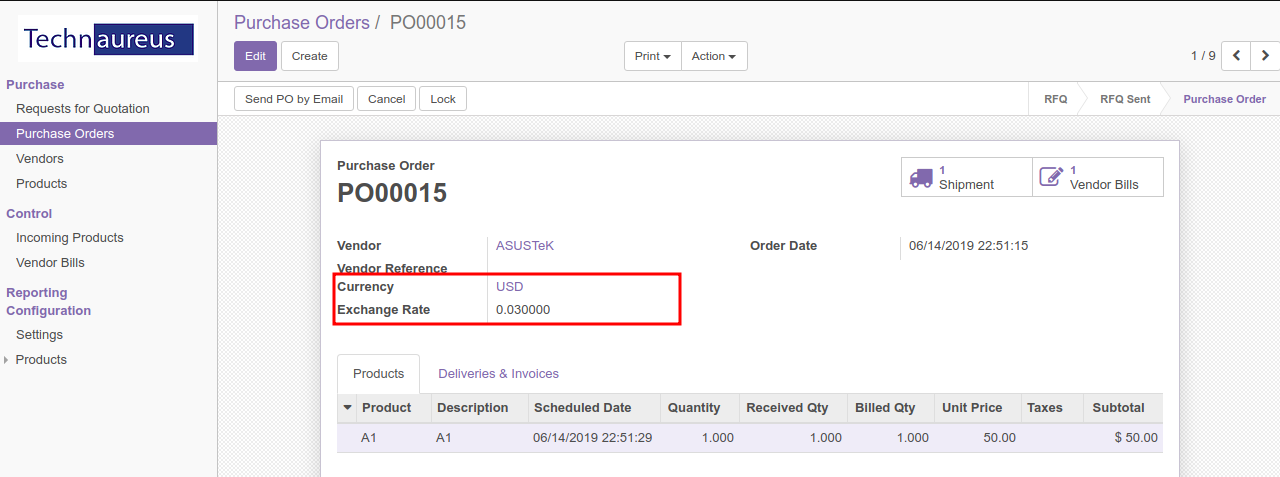 Technaureus
Purchase Orders / PO00015
Edit Create Print Action 1 / 9
Send PO by Email Cancel Lock RFQ RFQ Sent Purchase Order
Purchase
Requests for Quotation
Purchase Orders
Vendors
Products
Control
Incoming Products
Vendor Bills
Reporting
Configuration
Settings
Products
Purchase Order
PO00015
1 Shipment
1 Vendor Bills
Vendor ASUSTeK Order Date 06/14/2019 22:51:15
Vendor Reference
Currency USD
Exchange Rate 0.030000
Products Deliveries & Invoices
Product Description Scheduled Date Quantity Received Qty Billed Qty Unit Price Taxes Subtotal
A1 A1 06/14/2019 22:51:29 1.000 1.000 1.000 50.00 $ 50.00